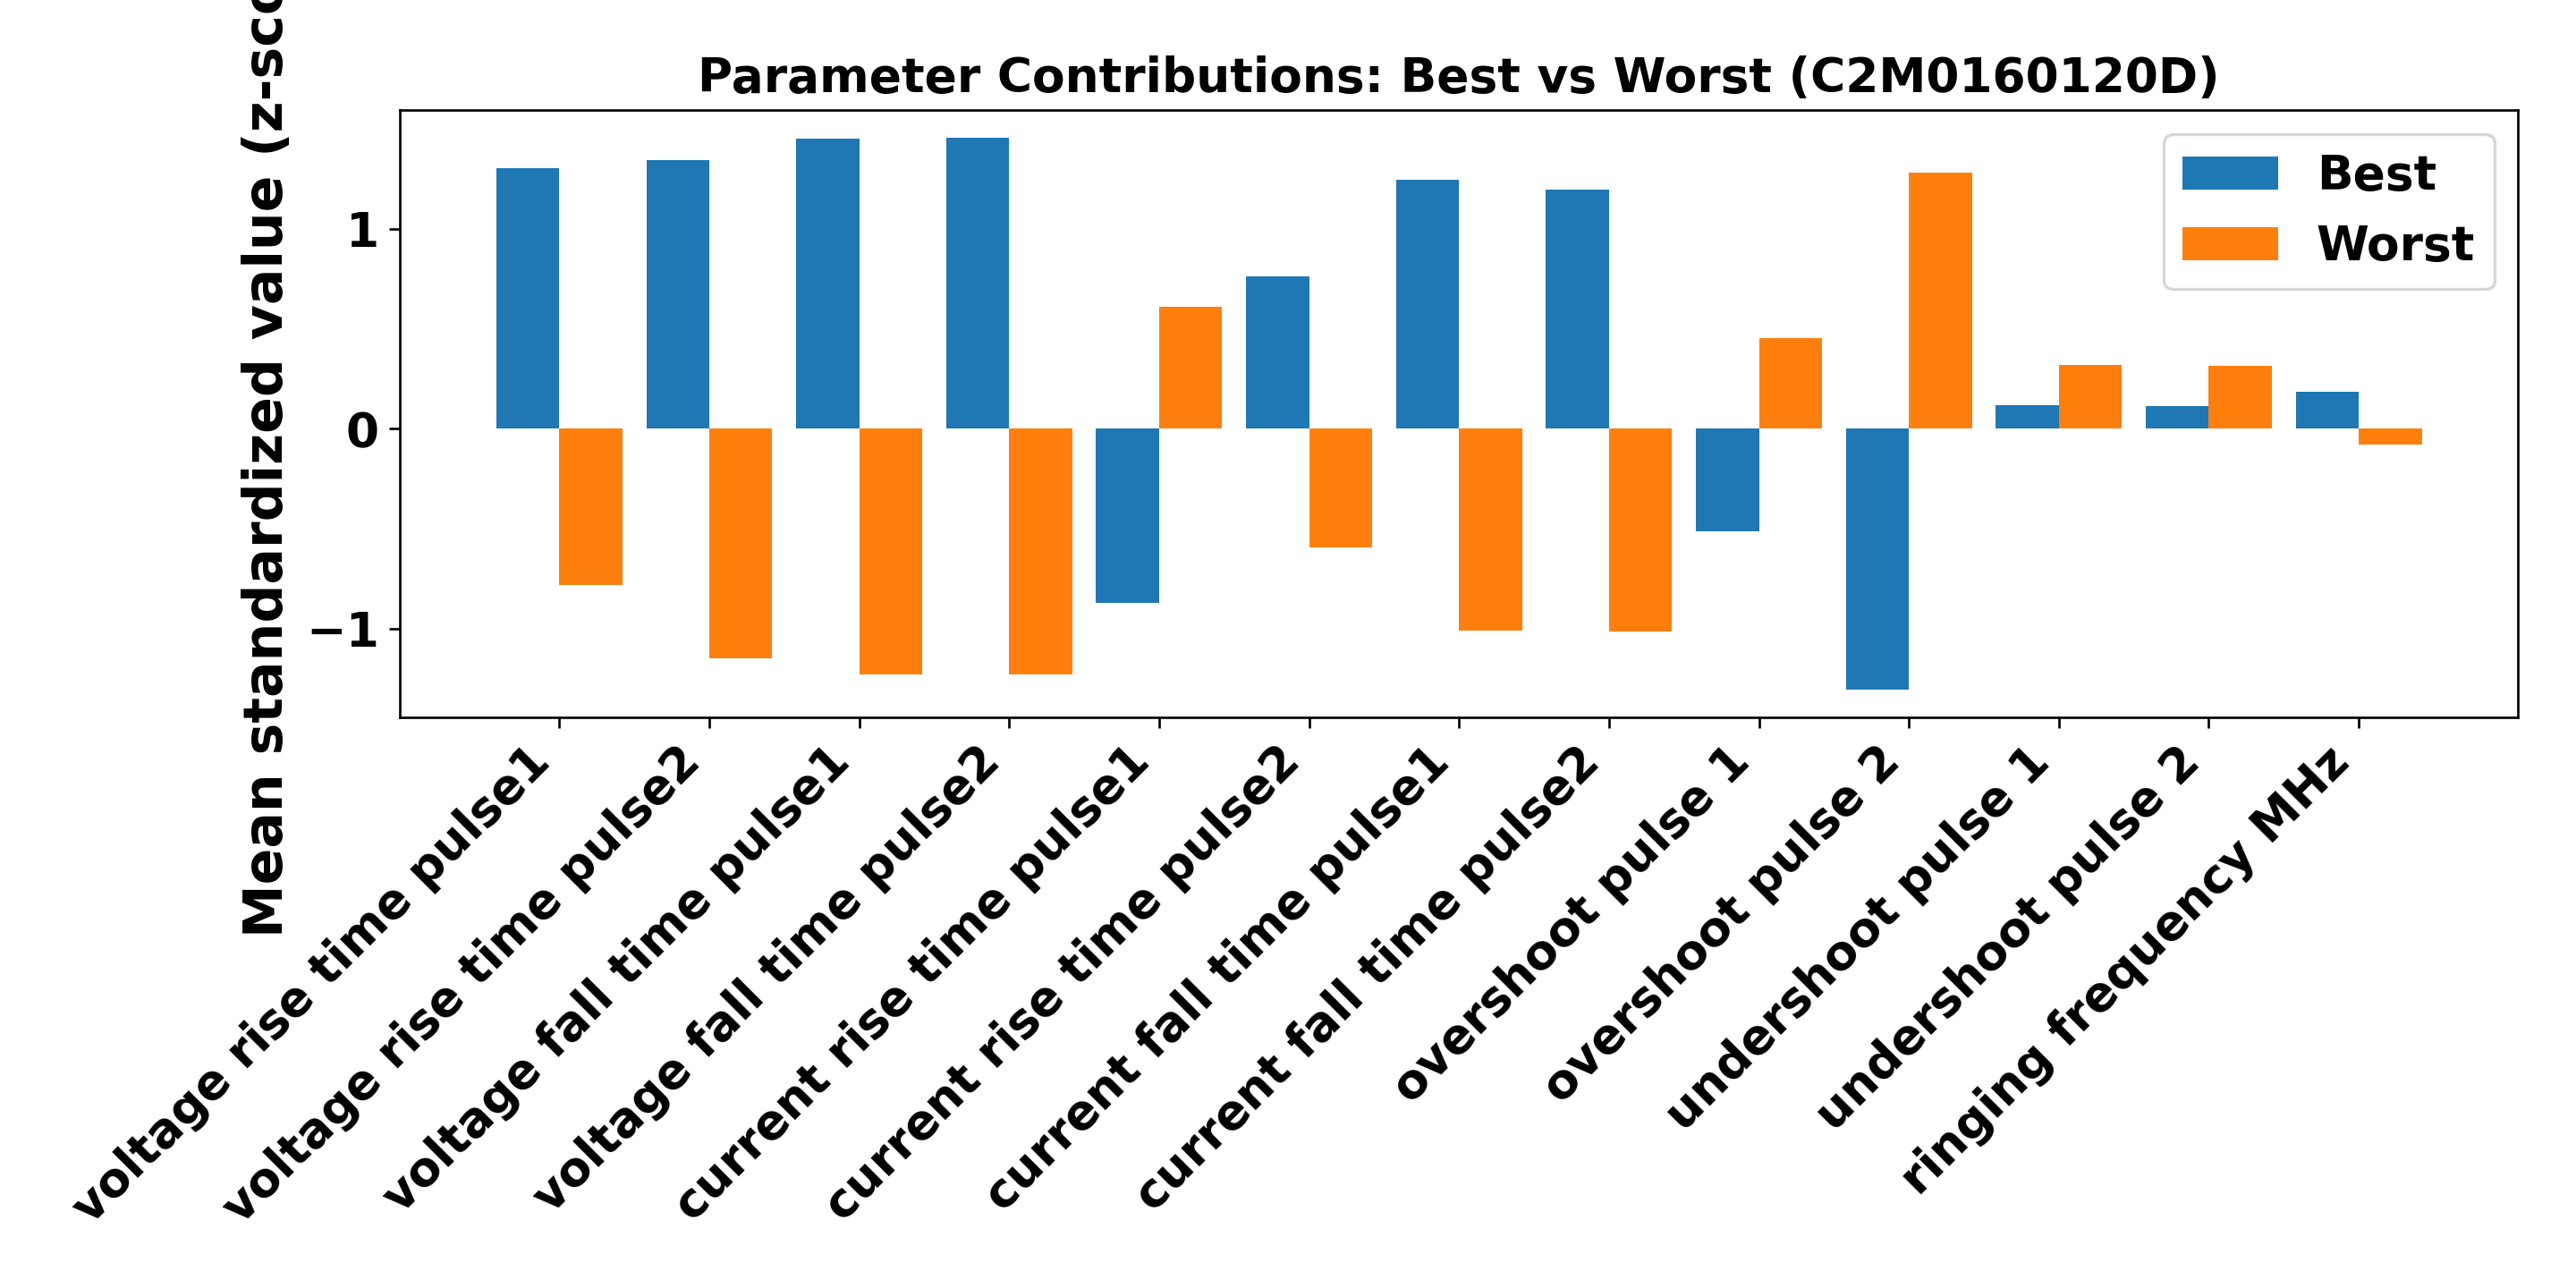 Parameter Contributions: Best vs Worst (C2M0160120D)
Mean standardized value (z-sco
1
0
−1
Best
Worst
voltage rise time pulse1
voltage rise time pulse2
voltage fall time pulse1
voltage fall time pulse2
current rise time pulse1
current rise time pulse2
current fall time pulse1
current fall time pulse2
overshoot pulse 1
overshoot pulse 2
undershoot pulse 1
undershoot pulse 2
ringing frequency MHz